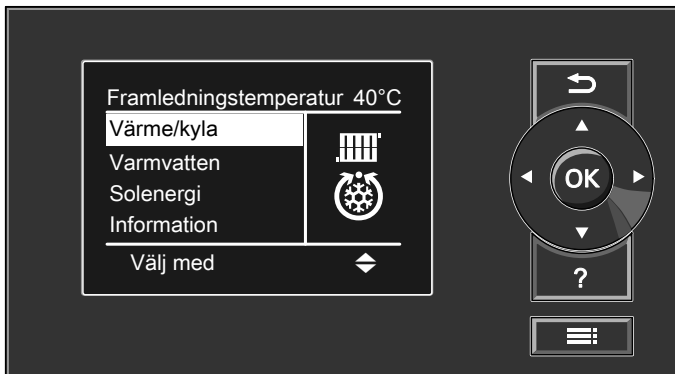 Framledningstemperatur 40°C
Värme/kyla
Varmvatten
Solenergi
Information
Välj med
OK
?